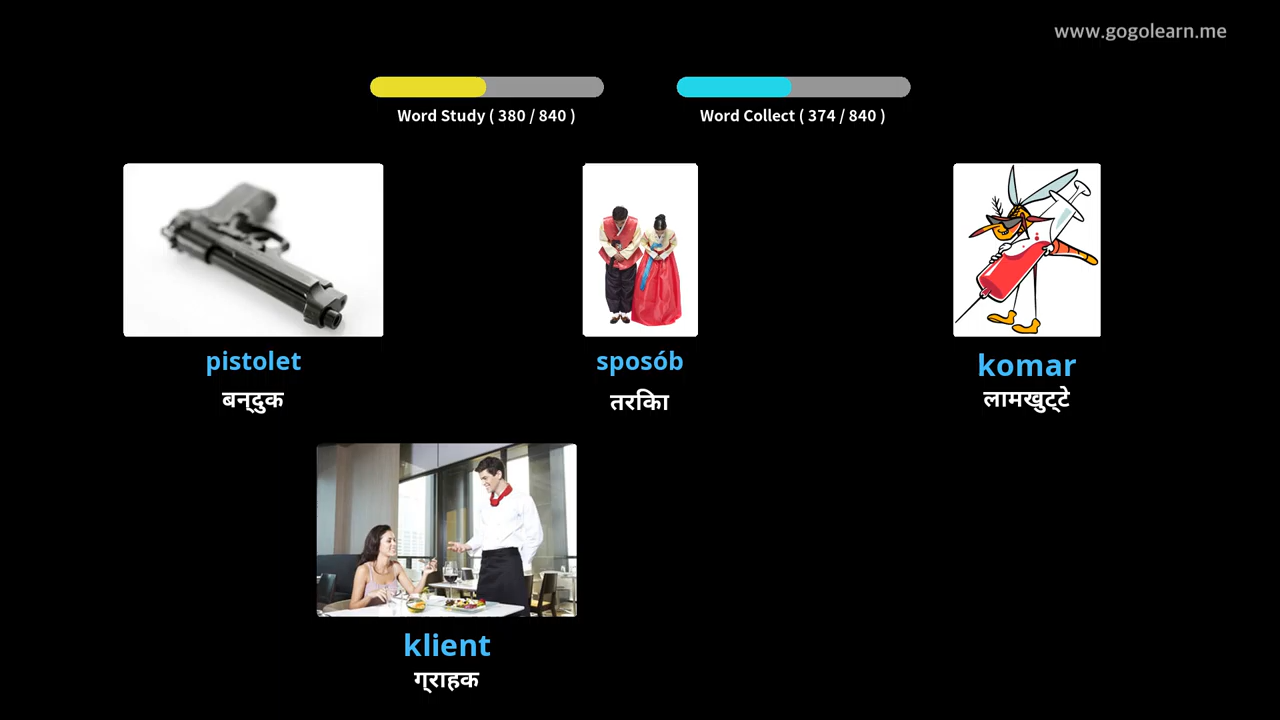 www.gogolearn.me
Word Study ( 380 / 840 )
Word Collect ( 374 / 840 )
pistolet
बन्दुक
sposób
तरिका
komar
लामखुट्टे
klient
ग्राहक